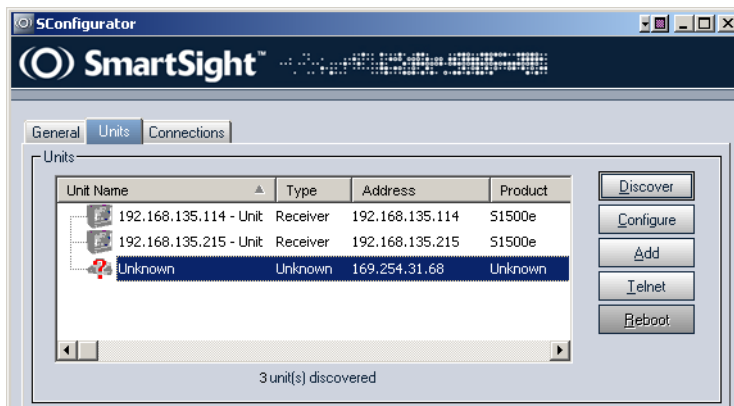 SConfigurator
SmartSight™
General Units Connections
Units
Unit Name Type Address Product
192.168.135.114 - Unit Receiver 192.168.135.114 S1500e
192.168.135.215 - Unit Receiver 192.168.135.215 S1500e
Unknown Unknown 169.254.31.68 Unknown
Discover
Configure
Add
Telnet
Reboot
3 unit(s) discovered